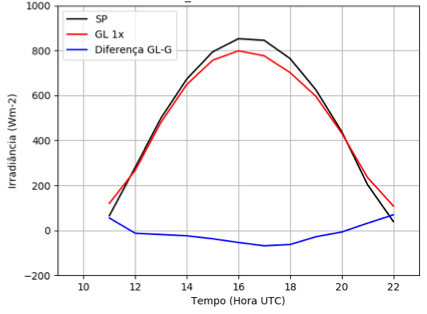 SP
GL 1x
Diferença GL-G
Irradiância (Wm-2)
1000
800
600
400
200
0
−200
10 12 14 16 18 20 22
Tempo (Hora UTC)